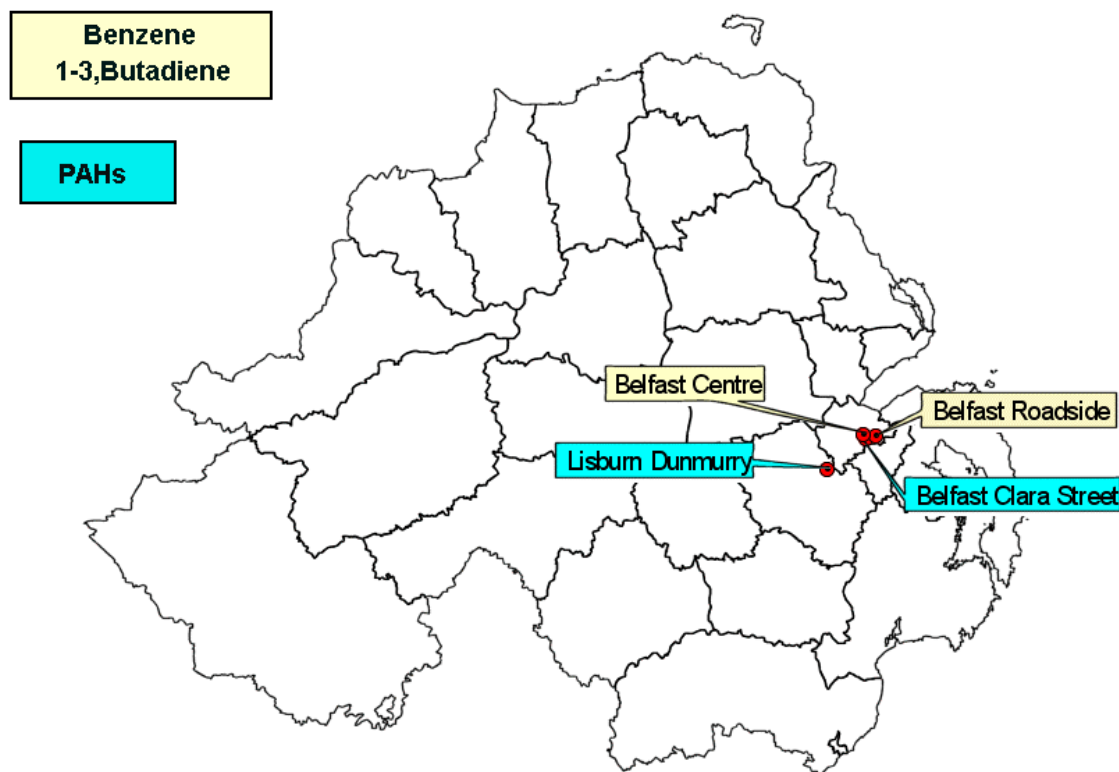 Benzene
1-3,Butadiene
PAHs
Belfast Centre
Belfast Roadside
Lisburn Dunmurry
Belfast Clara Street